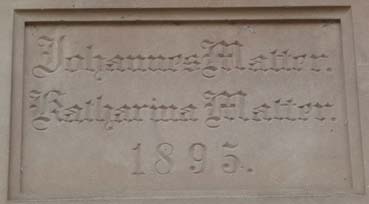 Johannes Matter.
Katharina Matter.
1895.